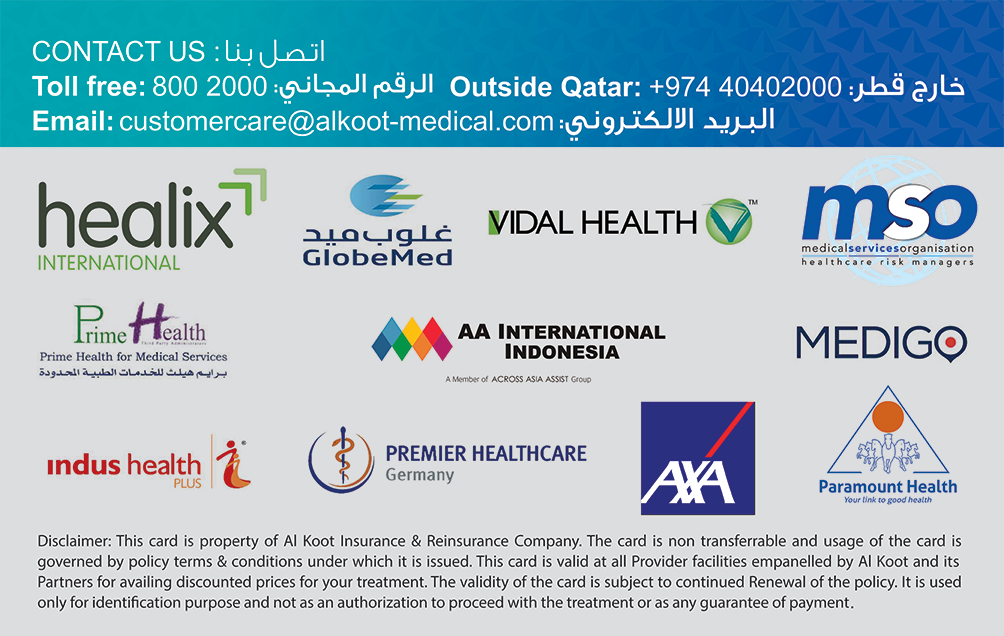 CONTACT US : اتصل بنا
Toll free: 800 2000 :الرقم المجاني Outside Qatar: +974 40402000 :خارج قطر
Email: customercare@alkoot-medical.com :البريد الالكتروني
healix
INTERNATIONAL
غلوب ميد
GlobeMed
VIDAL HEALTH V TM
mso
medicalservicesorganisation
healthcare risk managers
Prime Health
Third Party Administrators
Prime Health for Medical Services
برايم هيلث للخدمات الطبية المحدودة
AA INTERNATIONAL
INDONESIA
A Member of ACROSS ASIA ASSIST Group
MEDIGO
indus health
PLUS
®
PREMIER HEALTHCARE
Germany
AXA
Paramount Health
Your link to good health
Disclaimer: This card is property of Al Koot Insurance & Reinsurance Company. The card is non transferrable and usage of the card is
governed by policy terms & conditions under which it is issued. This card is valid at all Provider facilities empanelled by Al Koot and its
Partners for availing discounted prices for your treatment. The validity of the card is subject to continued Renewal of the policy. It is used
only for identification purpose and not as an authorization to proceed with the treatment or as any guarantee of payment.